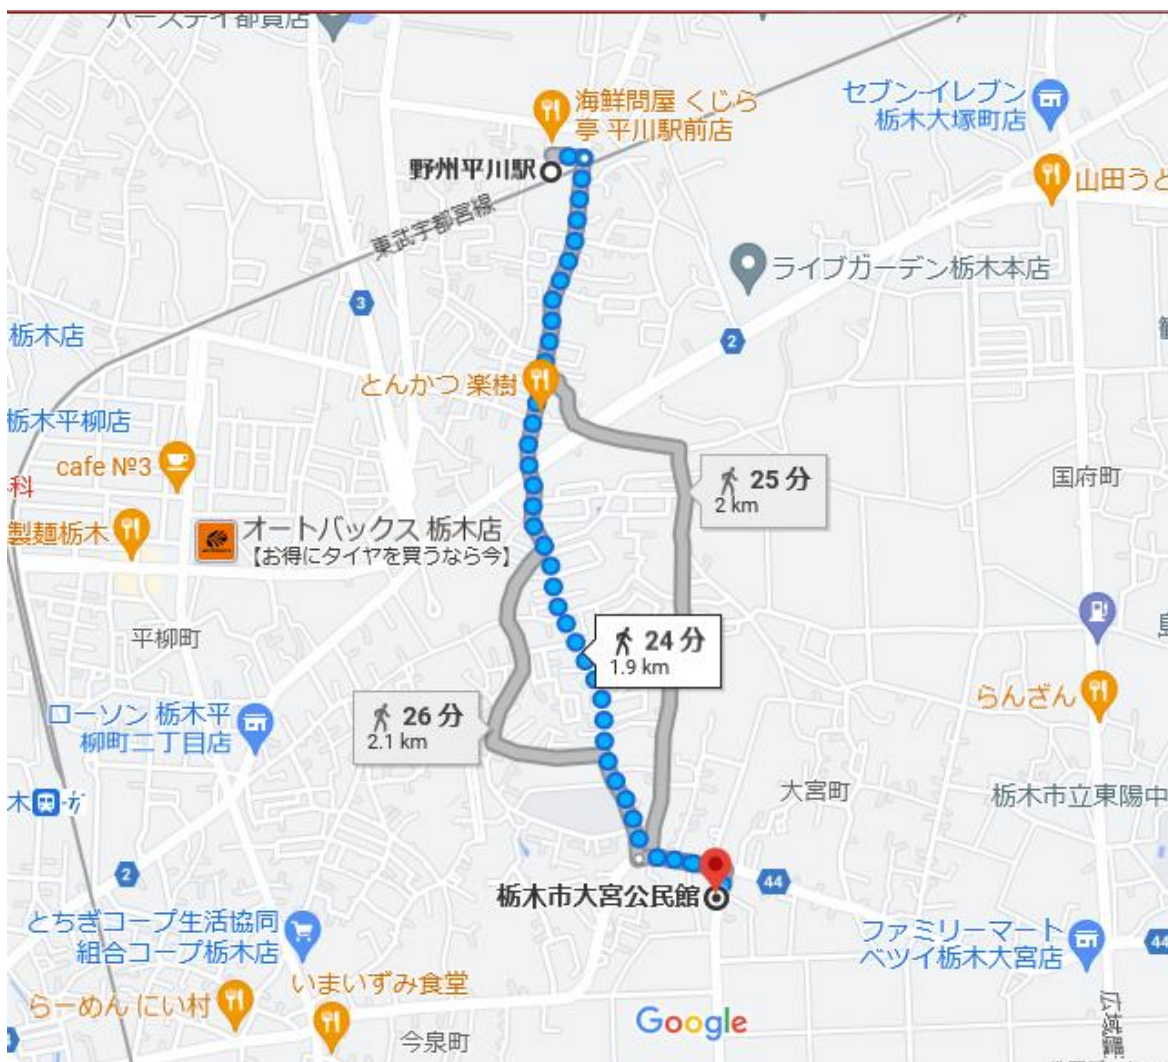 バースデイ都賀店
海鮮問屋 くじら
亭 平川駅前店
セブン-イレブン
栃木大塚町店
野州平川駅
山田うど
東武宇都宮線
ライブガーデン栃木本店
3
栃木店
2
とんかつ 楽樹
栃木平柳店
cafe Nº3
25 分
2 km
国府町
科
製麺栃木
オートバックス 栃木店
【お得にタイヤを買うなら今】
平柳町
24 分
1.9 km
らんざん
ローソン 栃木平
柳町二丁目店
26 分
2.1 km
大宮町
栃木市立東陽中
木
2
44
栃木市大宮公民館
とちぎコープ生活協同
組合コープ栃木店
ファミリーマート
ベツイ栃木大宮店
44
らーめん にい村
いまいずみ食堂
Google
広域農
今泉町